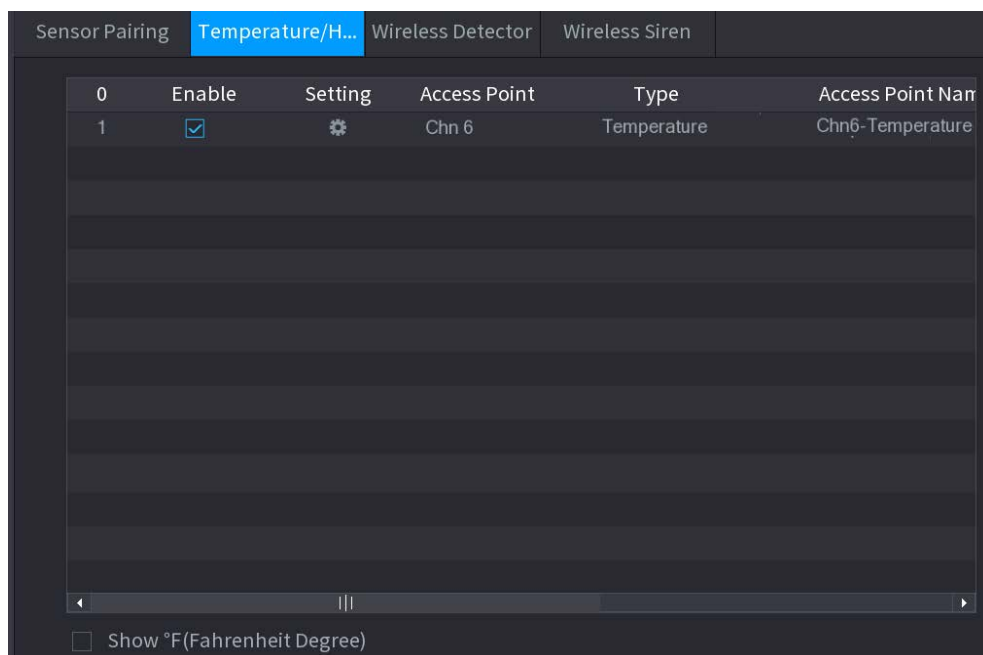 Sensor Pairing Temperature/H... Wireless Detector Wireless Siren
0 Enable Setting Access Point Type Access Point Nam
1 Chn 6 Temperature Chn6-Temperature
Show °F(Fahrenheit Degree)